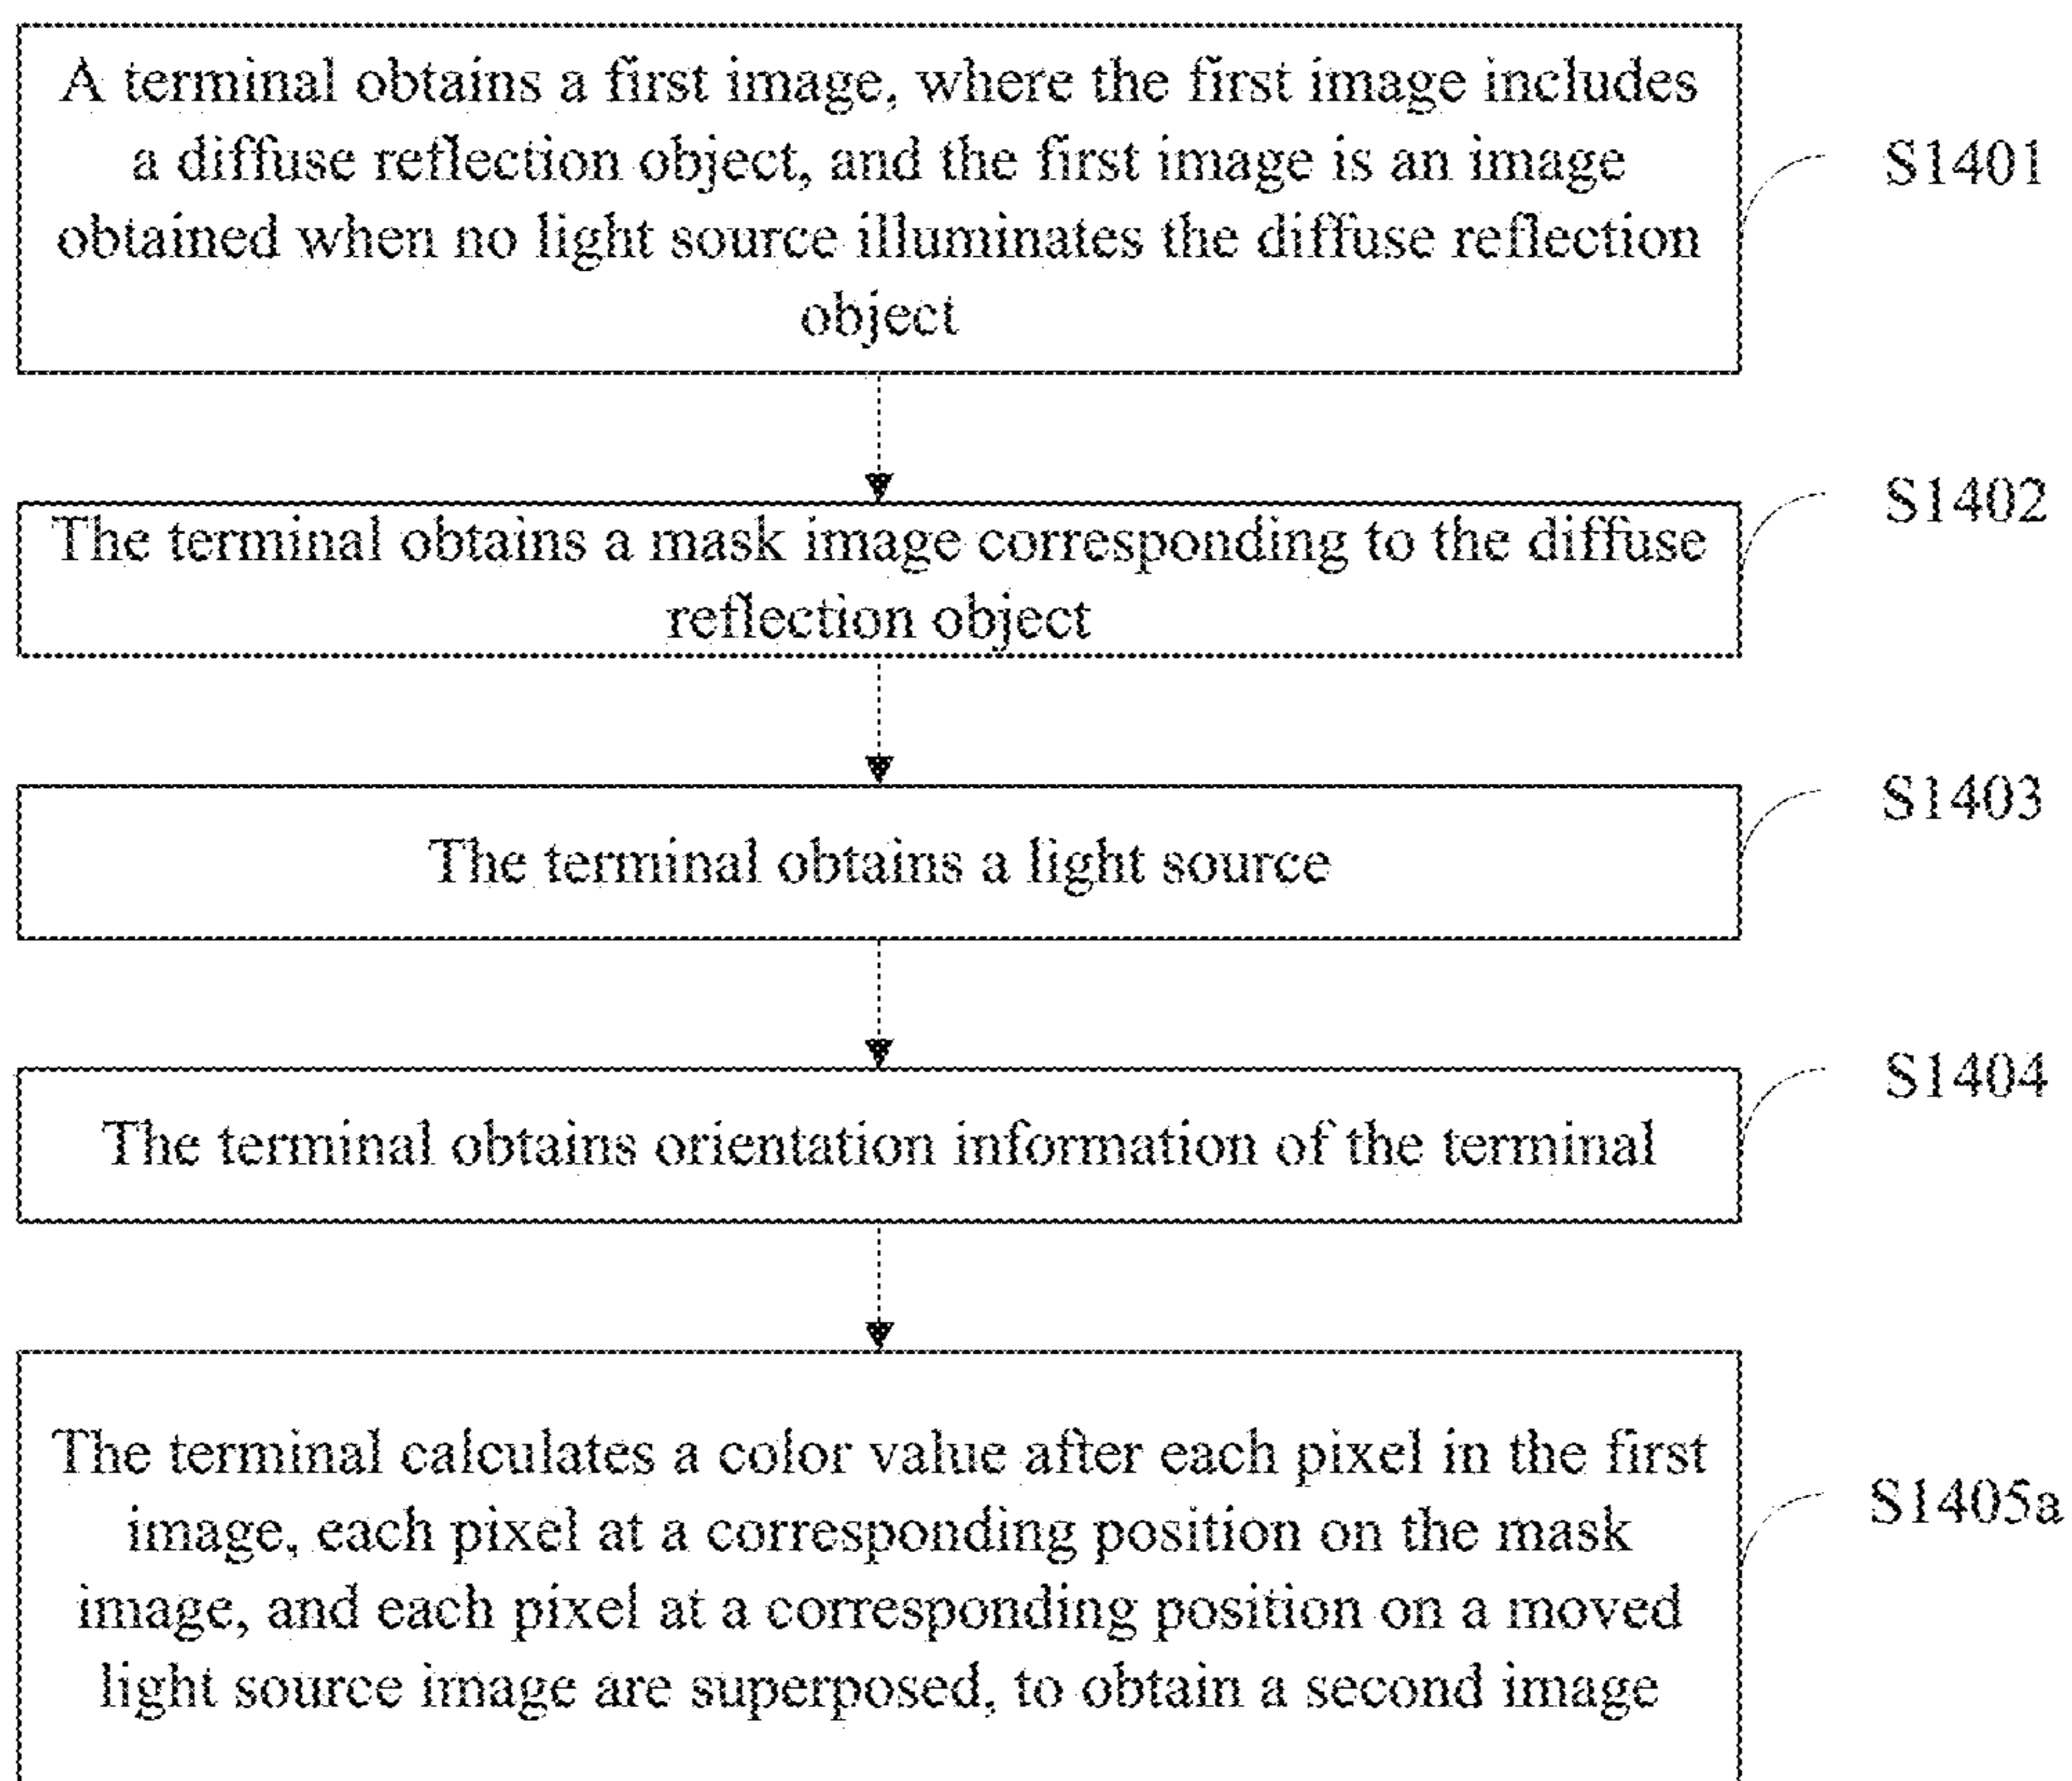 A terminal obtains a first image, where the first image includes
a diffuse reflection object, and the first image is an image
obtained when no light source illuminates the diffuse reflection
object
S1401
The terminal obtains a mask image corresponding to the diffuse
reflection object
S1402
The terminal obtains a light source
S1403
The terminal obtains orientation information of the terminal
S1404
The terminal calculates a color value after each pixel in the first
image, each pixel at a corresponding position on the mask
image, and each pixel at a corresponding position on a moved
light source image are superposed, to obtain a second image
S1405a